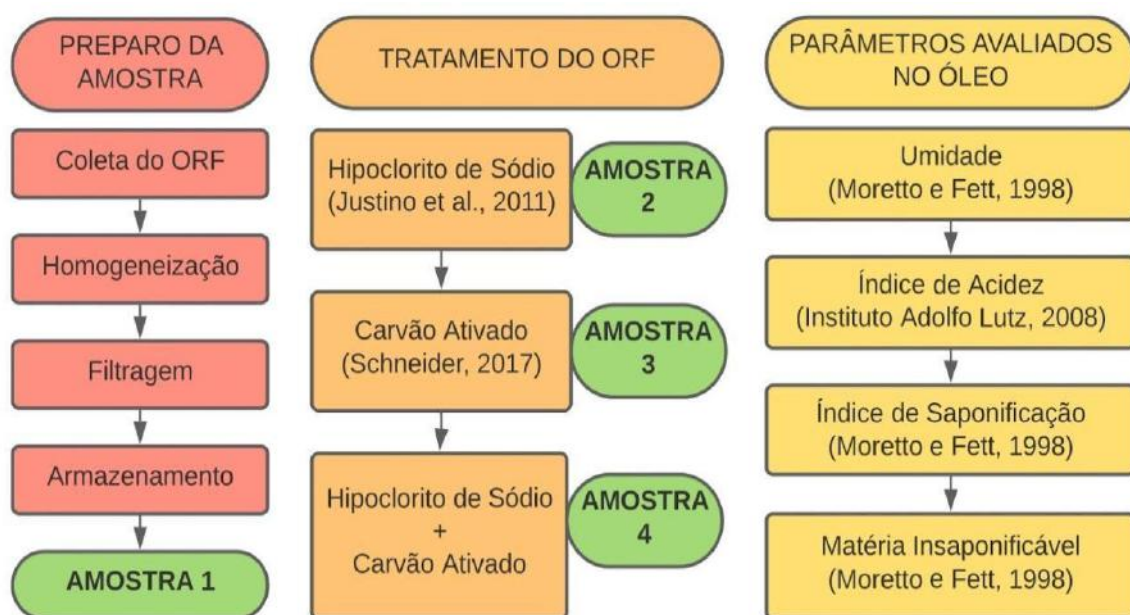 PREPARO DA
AMOSTRA
Coleta do ORF
Homogeneização
Filtragem
Armazenamento
AMOSTRA 1
TRATAMENTO DO ORF
Hipoclorito de Sódio
(Justino et al., 2011)
AMOSTRA
2
Carvão Ativado
(Schneider, 2017)
AMOSTRA
3
Hipoclorito de Sódio
+
Carvão Ativado
AMOSTRA
4
PARÂMETROS AVALIADOS
NO ÓLEO
Umidade
(Moretto e Fett, 1998)
Índice de Acidez
(Instituto Adolfo Lutz, 2008)
Índice de Saponificação
(Moretto e Fett, 1998)
Matéria Insaponificável
(Moretto e Fett, 1998)